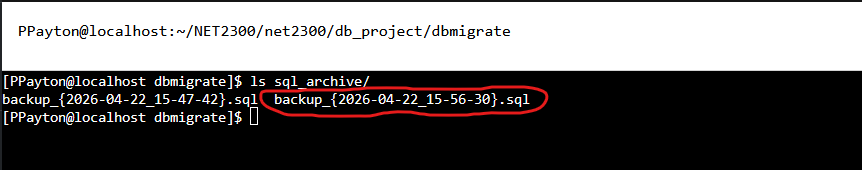 PPayton@localhost:~/NET2300/net2300/db_project/dbmigrate
[PPayton@localhost dbmigrate]$ ls sql_archive/
backup_{2026-04-22_15-47-42}.sql  backup_{2026-04-22_15-56-30}.sql
[PPayton@localhost dbmigrate]$